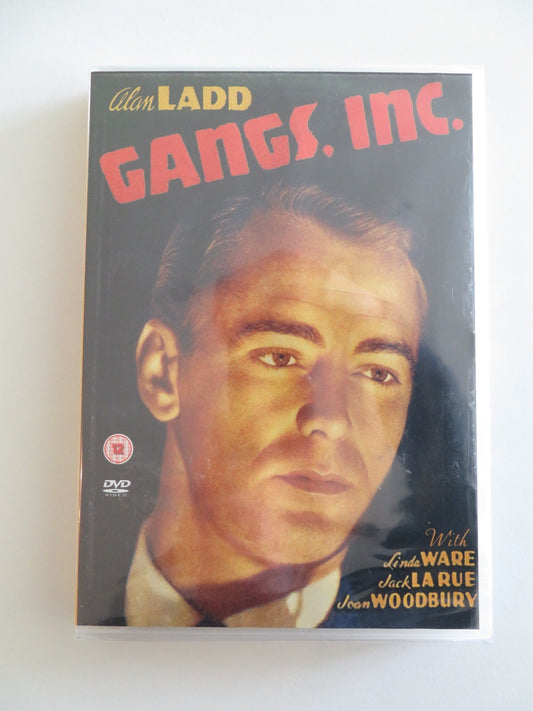 Alan LADD
GANGS, INC.
12
DVD
VIDEO
With
Linda WARE
Jack LA RUE
Joan WOODBURY